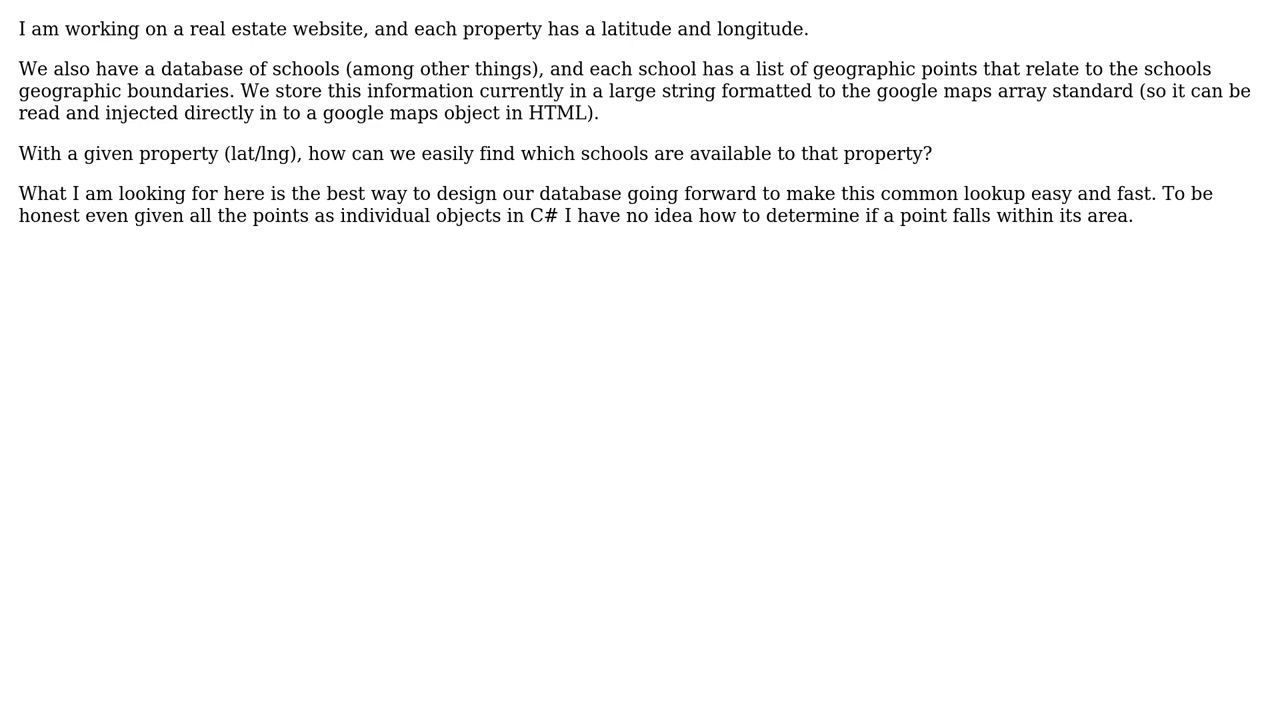 I am working on a real estate website, and each property has a latitude and longitude.
We also have a database of schools (among other things), and each school has a list of geographic points that relate to the schools
geographic boundaries. We store this information currently in a large string formatted to the google maps array standard (so it can be
read and injected directly in to a google maps object in HTML).
With a given property (lat/lng), how can we easily find which schools are available to that property?
What I am looking for here is the best way to design our database going forward to make this common lookup easy and fast. To be
honest even given all the points as individual objects in C# I have no idea how to determine if a point falls within its area.